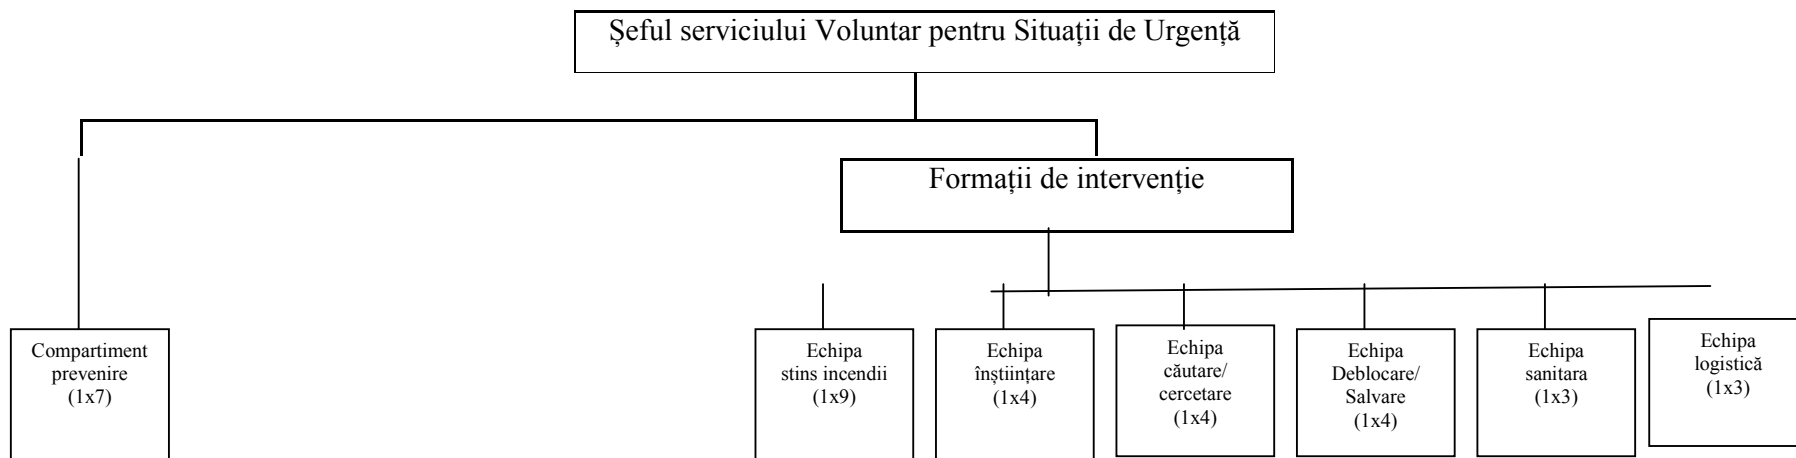 Șeful serviciului Voluntar pentru Situații de Urgență
Formații de intervenție
Compartiment
prevenire
(1x7)
Echipa
stins incendii
(1x9)
Echipa
înștiințare
(1x4)
Echipa
căutare/
cercetare
(1x4)
Echipa
Deblocare/
Salvare
(1x4)
Echipa
sanitara
(1x3)
Echipa
logistică
(1x3)